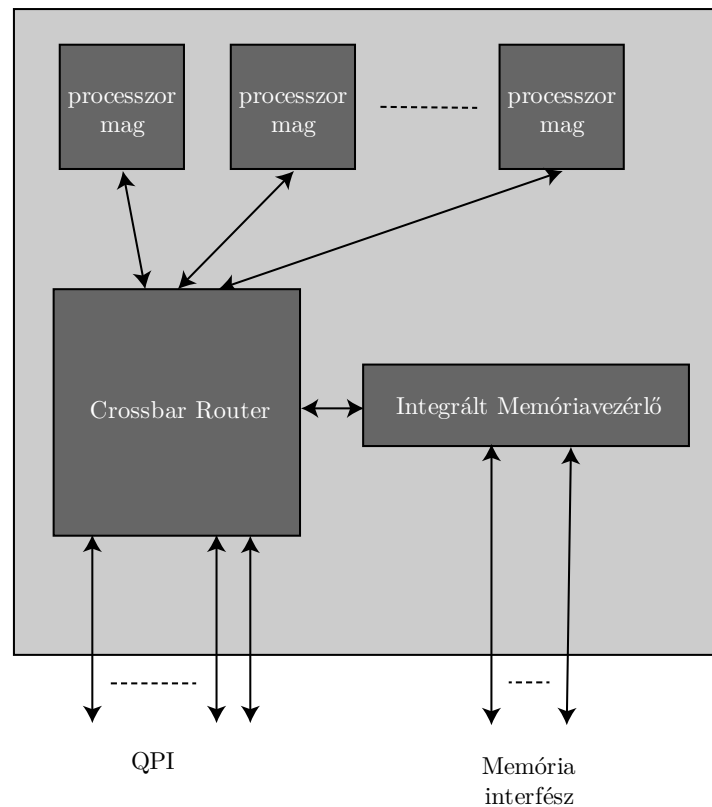 processzor
mag
processzor
mag
processzor
mag
Crossbar Router
Integrált Memóriavezérlő
QPI
Memória
interfész